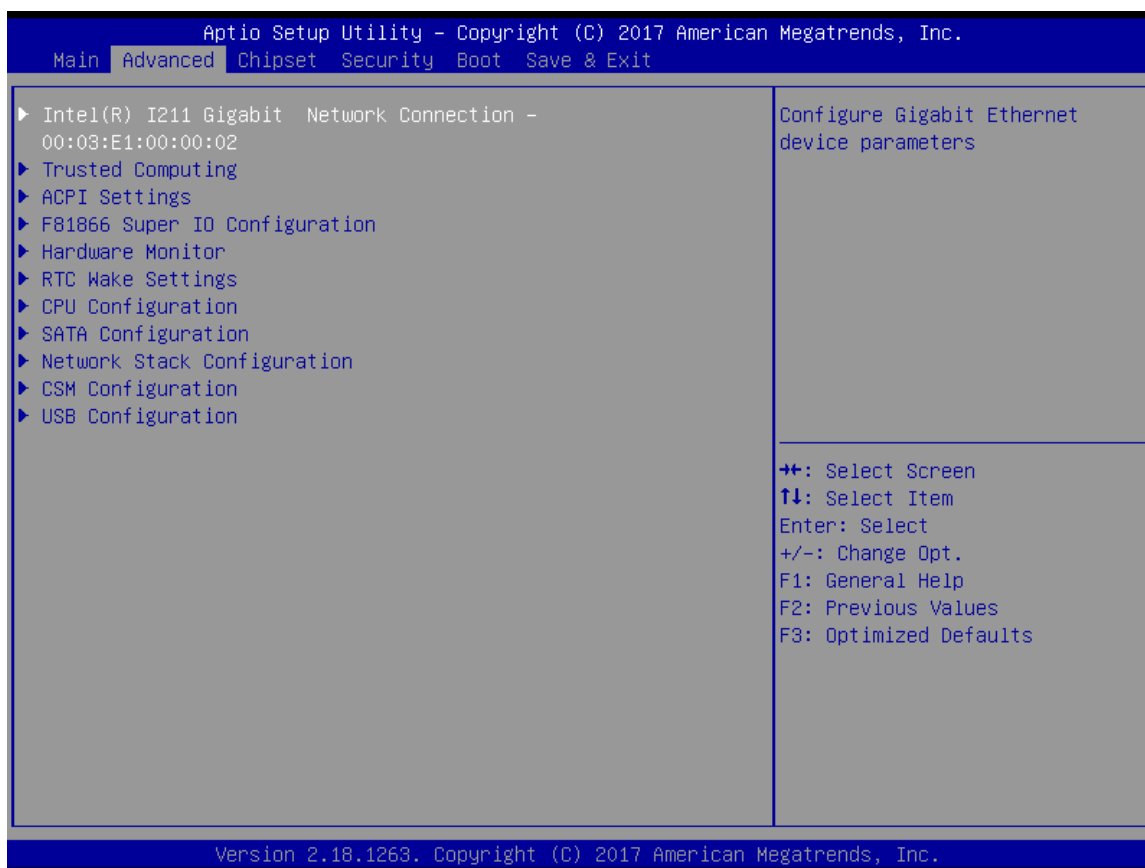 Aptio Setup Utility – Copyright (C) 2017 American Megatrends, Inc.
Main Advanced Chipset Security Boot Save & Exit
▶ Intel(R) I211 Gigabit  Network Connection –
00:03:E1:00:00:02
▶ Trusted Computing
▶ ACPI Settings
▶ F81866 Super IO Configuration
▶ Hardware Monitor
▶ RTC Wake Settings
▶ CPU Configuration
▶ SATA Configuration
▶ Network Stack Configuration
▶ CSM Configuration
▶ USB Configuration
Configure Gigabit Ethernet
device parameters
→←: Select Screen
↑↓: Select Item
Enter: Select
+/-: Change Opt.
F1: General Help
F2: Previous Values
F3: Optimized Defaults
Version 2.18.1263. Copyright (C) 2017 American Megatrends, Inc.